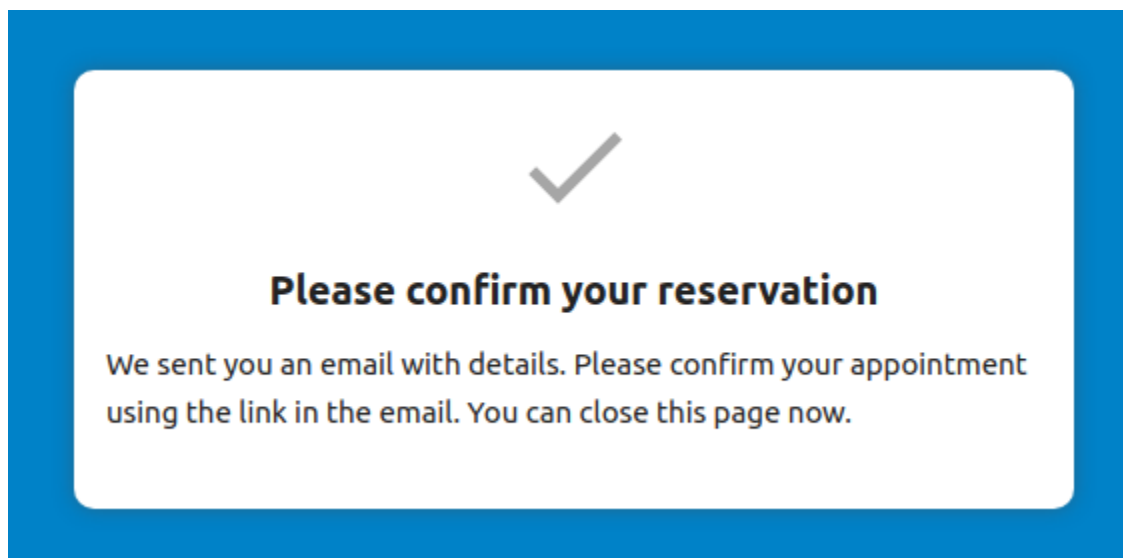 Please confirm your reservation
We sent you an email with details. Please confirm your appointment
using the link in the email. You can close this page now.